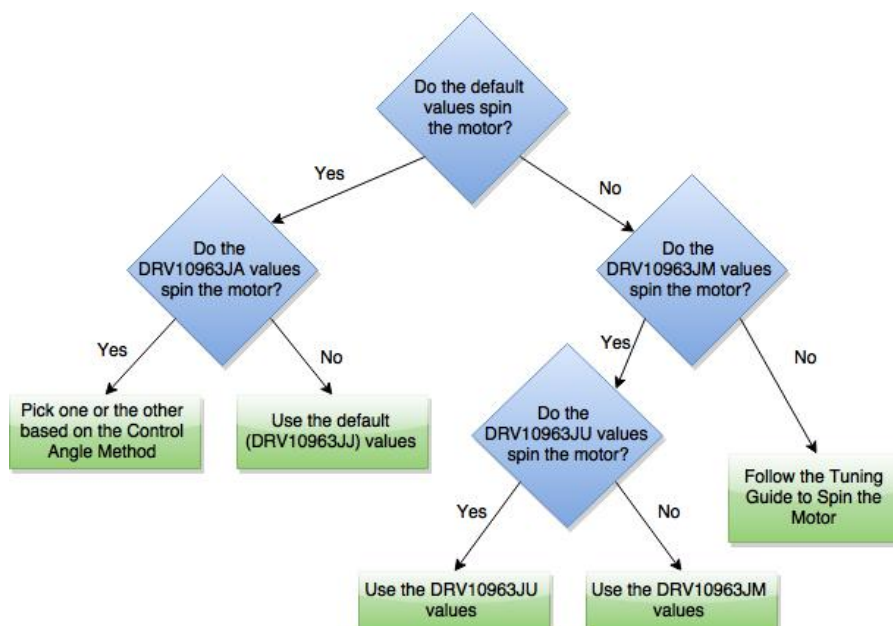 Do the default
values spin
the motor?
Yes
No
Do the
DRV10963JA values
spin the motor?
Do the
DRV10963JM values
spin the motor?
Yes
No
Yes
No
Pick one or the other
based on the Control
Angle Method
Use the default
(DRV10963JJ) values
Do the
DRV10963JU values
spin the motor?
Follow the Tuning
Guide to Spin the
Motor
Yes
No
Use the DRV10963JU
values
Use the DRV10963JM
values